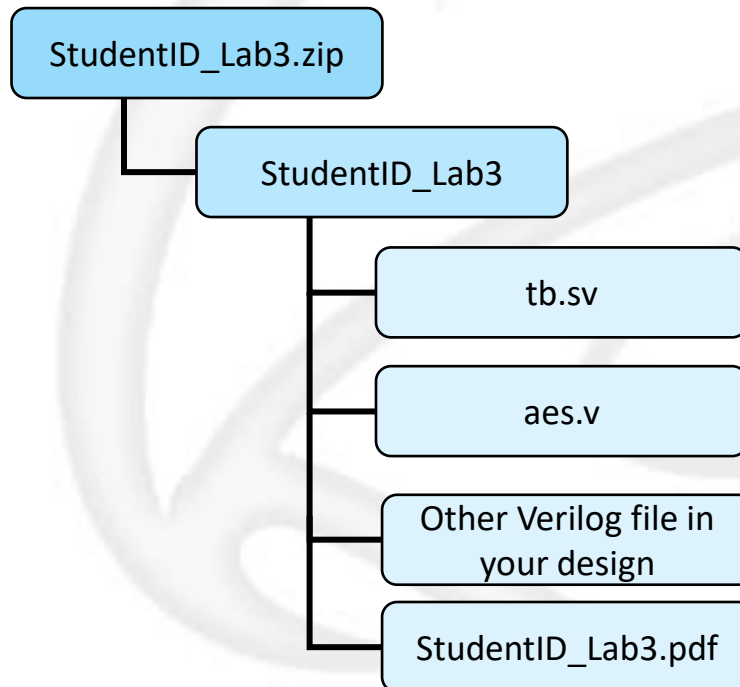 StudentID_Lab3.zip
StudentID_Lab3
tb.sv
aes.v
Other Verilog file in
your design
StudentID_Lab3.pdf